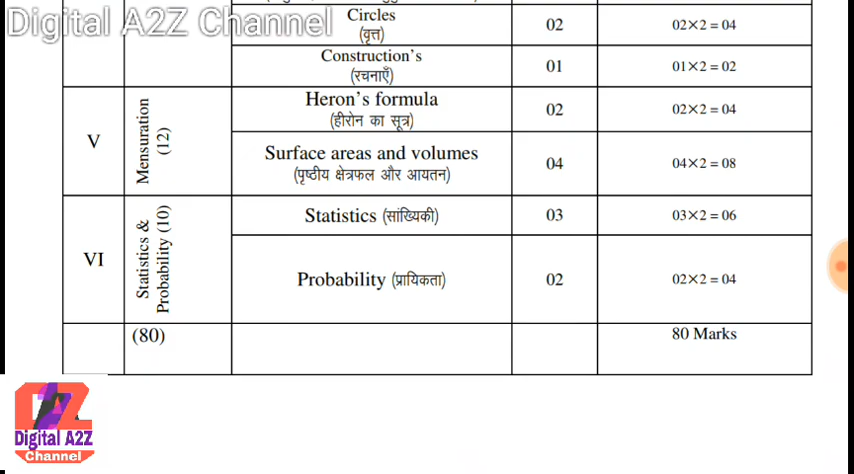 Digital A2Z Channel
Circles
(वृत्त)
02
02×2 = 04
Construction's
(रचनाएँ)
01
01×2 = 02
V
Mensuration
(12)
Heron's formula
(हीरोन का सूत्र)
02
02×2 = 04
Surface areas and volumes
(पृष्ठीय क्षेत्रफल और आयतन)
04
04×2 = 08
VI
Statistics &
Probability (10)
Statistics (सांख्यिकी)
03
03×2 = 06
Probability (प्रायिकता)
02
02×2 = 04
(80)
80 Marks
Digital A2Z
Channel